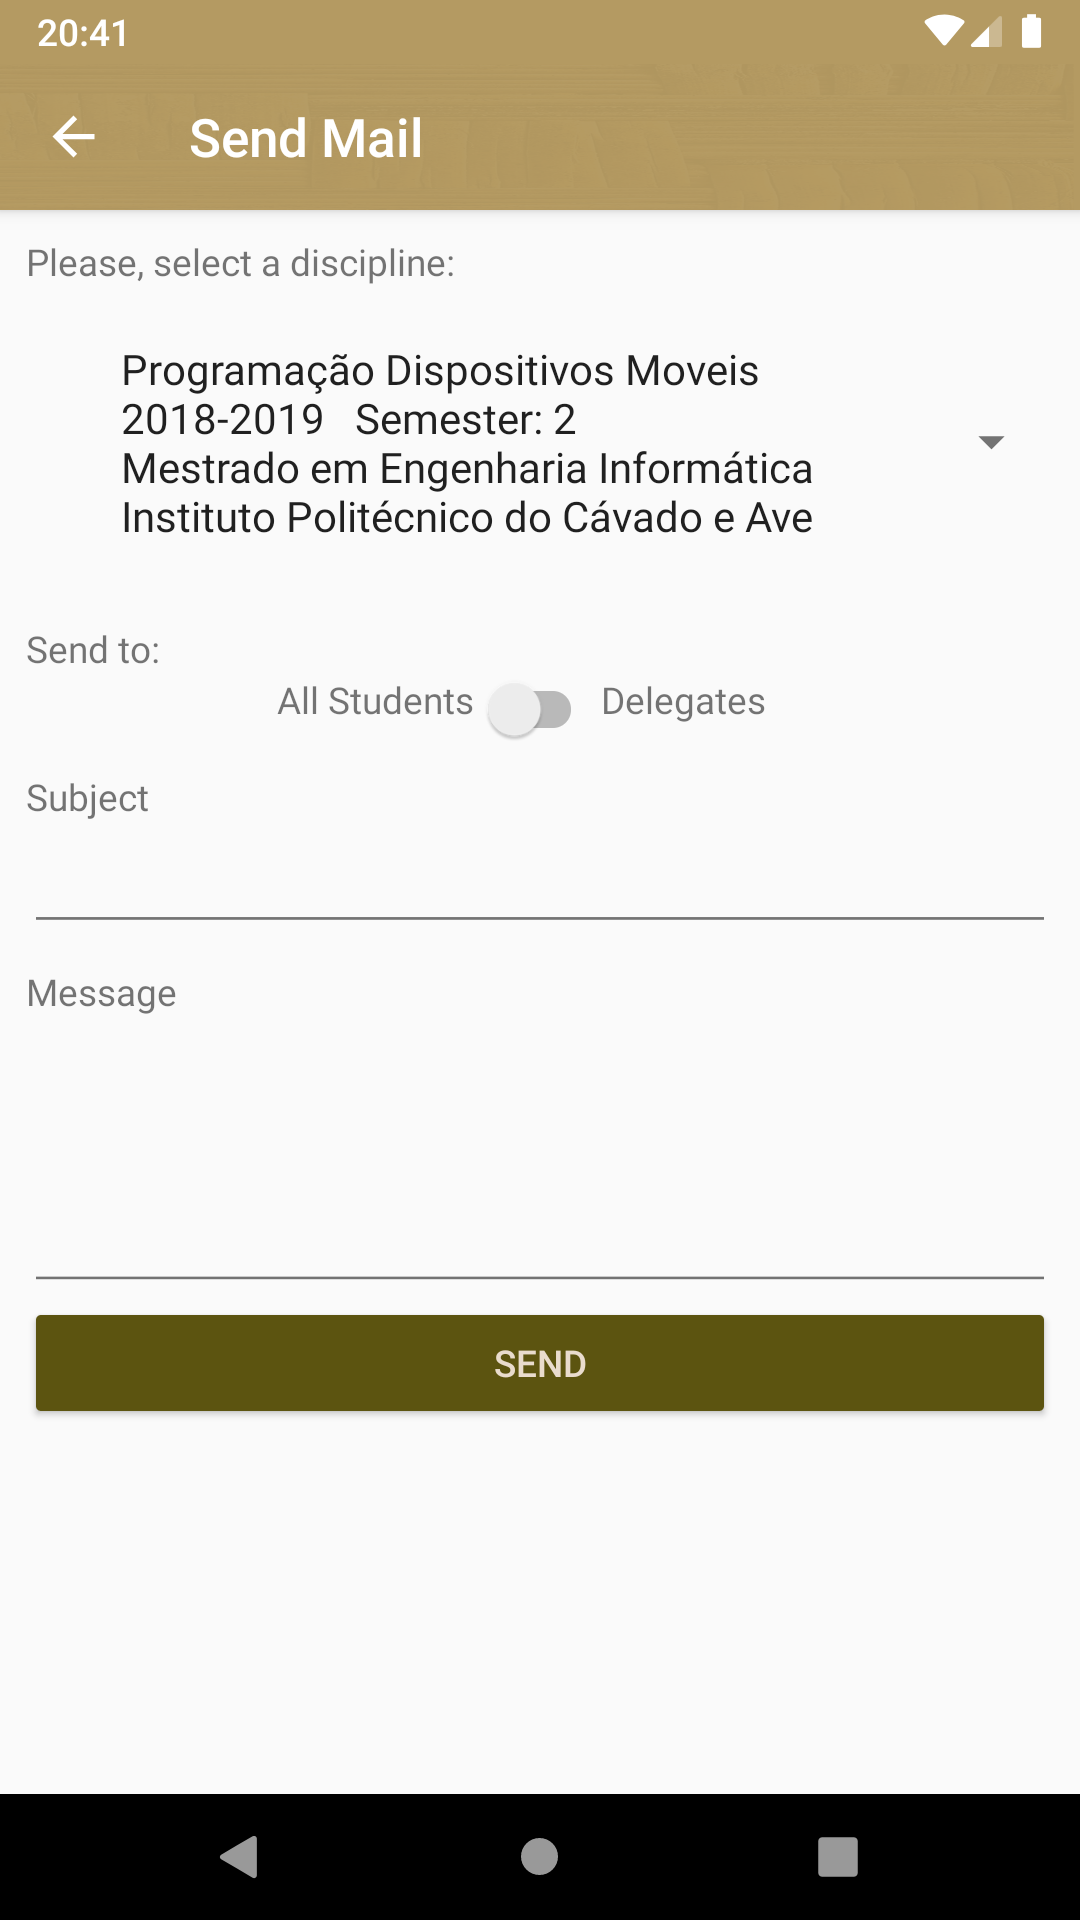 20:41
Send Mail
Please, select a discipline:
Programação Dispositivos Moveis
2018-2019 Semester: 2
Mestrado em Engenharia Informática
Instituto Politécnico do Cávado e Ave
Send to:
All Students Delegates
Subject
Message
SEND